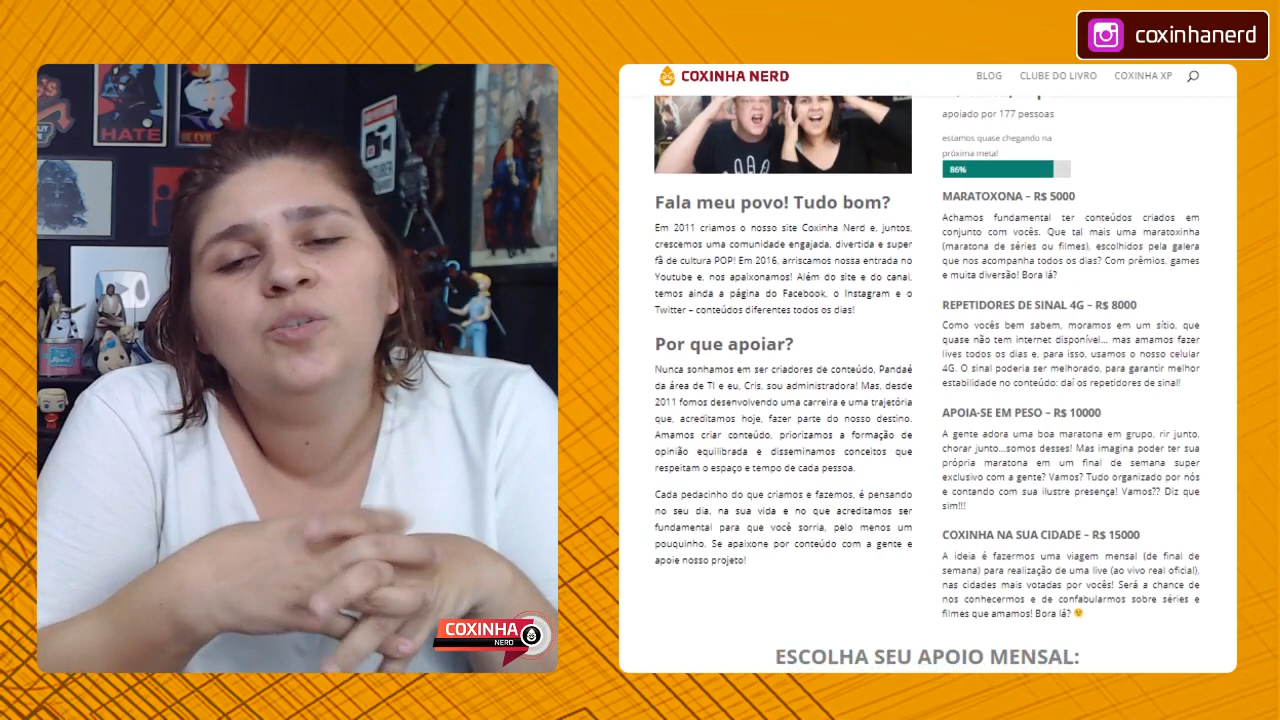 coxinhanerd
HATE
COXINHA
NERD
COXINHA NERD
BLOG
CLUBE DO LIVRO
COXINHA XP
Fala meu povo! Tudo bom?
Em 2011 criamos o nosso site Coxinha Nerd e, juntos,
crescemos uma comunidade engajada, divertida e super
fã de cultura POP! Em 2016, arriscamos nossa entrada no
Youtube e, nos apaixonamos! Além do site e do canal,
temos ainda a página do Facebook, o Instagram e o
Twitter – conteúdos diferentes todos os dias!
Por que apoiar?
Nunca sonhamos em ser criadores de conteúdo, Pandaé
da área de TI e eu, Cris, sou administradora! Mas, desde
2011 fomos desenvolvendo uma carreira e uma trajetória
que, acreditamos hoje, fazer parte do nosso destino.
Amamos criar conteúdo, priorizamos a formação de
opinião equilibrada e disseminamos conceitos que
respeitam o espaço e tempo de cada pessoa.
Cada pedacinho do que criamos e fazemos, é pensando
no seu dia, na sua vida e no que acreditamos ser
fundamental para que você sorria, pelo menos um
pouquinho. Se apaixone por conteúdo com a gente e
apoie nosso projeto!
apoiado por 177 pessoas
estamos quase chegando na
próxima meta!
86%
MARATOXONA – R$ 5000
Achamos fundamental ter conteúdos criados em
conjunto com vocês. Que tal mais uma maratoxinha
(maratona de séries ou filmes), escolhidos pela galera
que nos acompanha todos os dias? Com prêmios, games
e muita diversão! Bora lá?
REPETIDORES DE SINAL 4G – R$ 8000
Como vocês bem sabem, moramos em um sítio, que
quase não tem internet disponível... mas amamos fazer
lives todos os dias e, para isso, usamos o nosso celular
4G. O sinal poderia ser melhorado, para garantir melhor
estabilidade no conteúdo: daí os repetidores de sinal!
APOIA-SE EM PESO – R$ 10000
A gente adora uma boa maratona em grupo, rir junto,
chorar junto...somos desses! Mas imagina poder ter sua
própria maratona em um final de semana super
exclusivo com a gente? Vamos? Tudo organizado por nós
e contando com sua ilustre presença! Vamos?? Diz que
sim!!!
COXINHA NA SUA CIDADE – R$ 15000
A ideia é fazermos uma viagem mensal (de final de
semana) para realização de uma live (ao vivo real oficial),
nas cidades mais votadas por vocês! Será a chance de
nos conhecermos e de confabularmos sobre séries e
filmes que amamos! Bora lá? 😉
ESCOLHA SEU APOIO MENSAL: